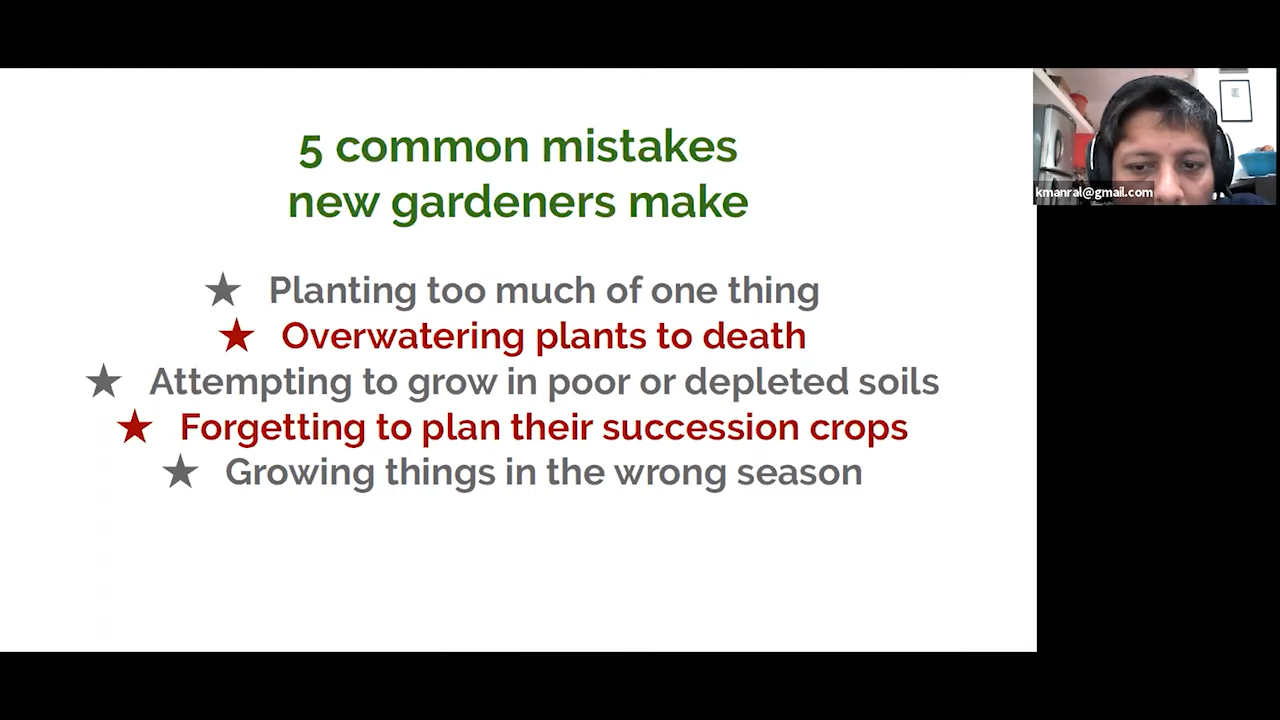 5 common mistakes
new gardeners make
★ Planting too much of one thing
★ Overwatering plants to death
★ Attempting to grow in poor or depleted soils
★ Forgetting to plan their succession crops
★ Growing things in the wrong season
kmanral@gmail.com